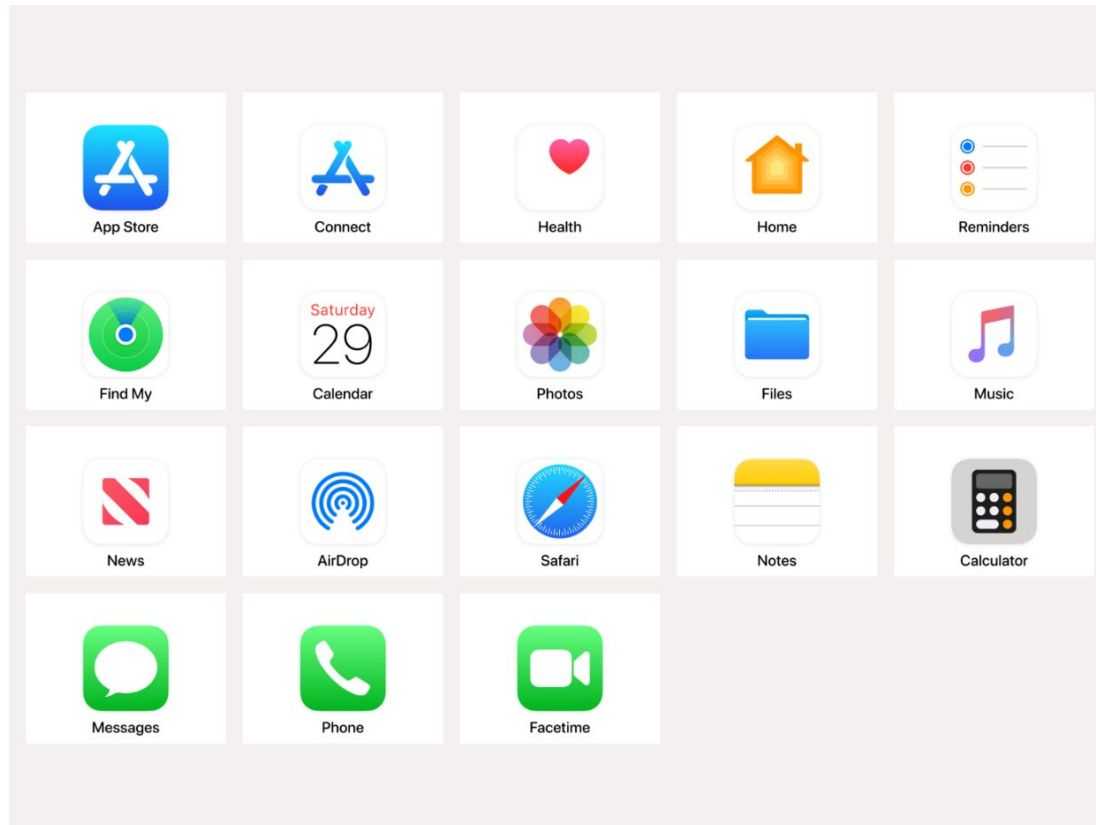 App Store
Connect
Health
Home
Reminders
Find My
Saturday
29
Calendar
Photos
Files
Music
News
AirDrop
Safari
Notes
Calculator
Messages
Phone
Facetime